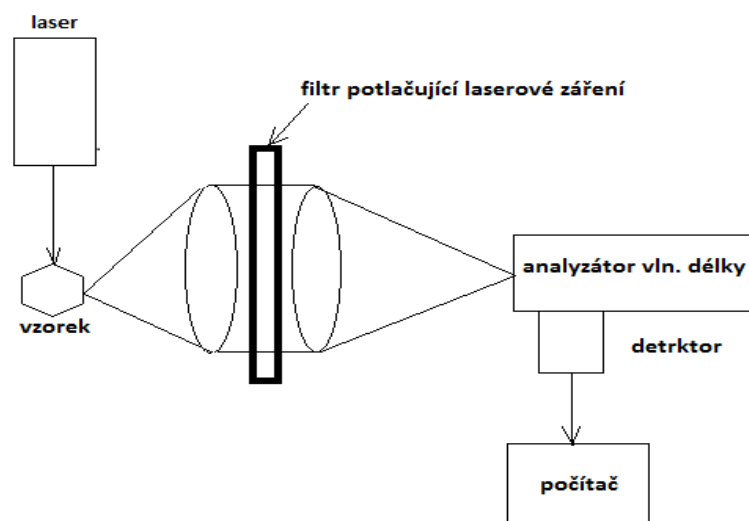 laser
filtr potlačující laserové záření
analyzátor vln. délky
vzorek
detrktor
počítač